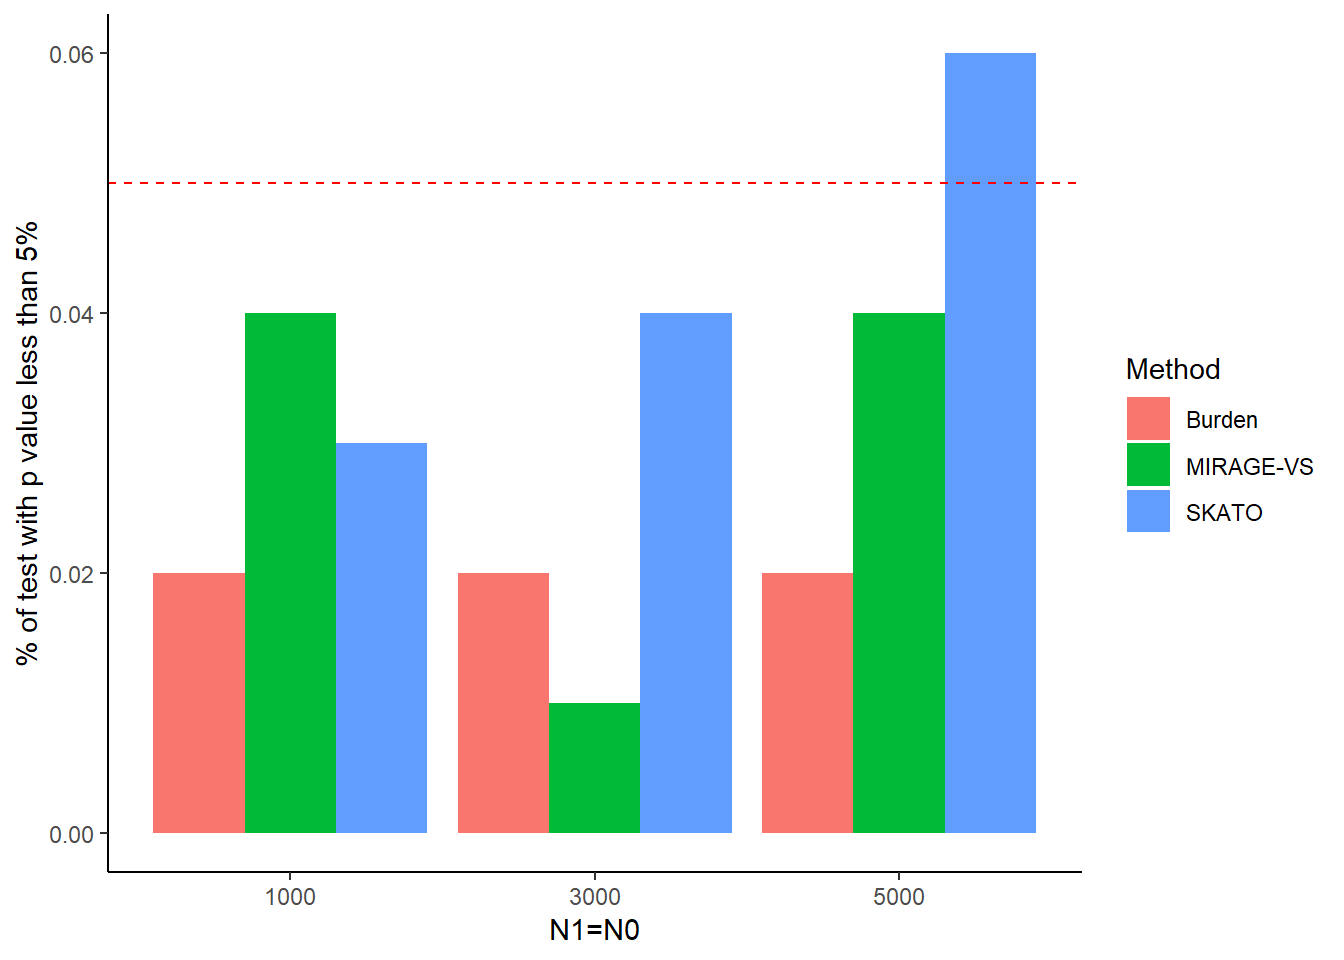 % of test with p value less than 5%
0.06
0.04
0.02
0.00
1000 3000 5000
N1=N0
Method
Burden
MIRAGE-VS
SKATO